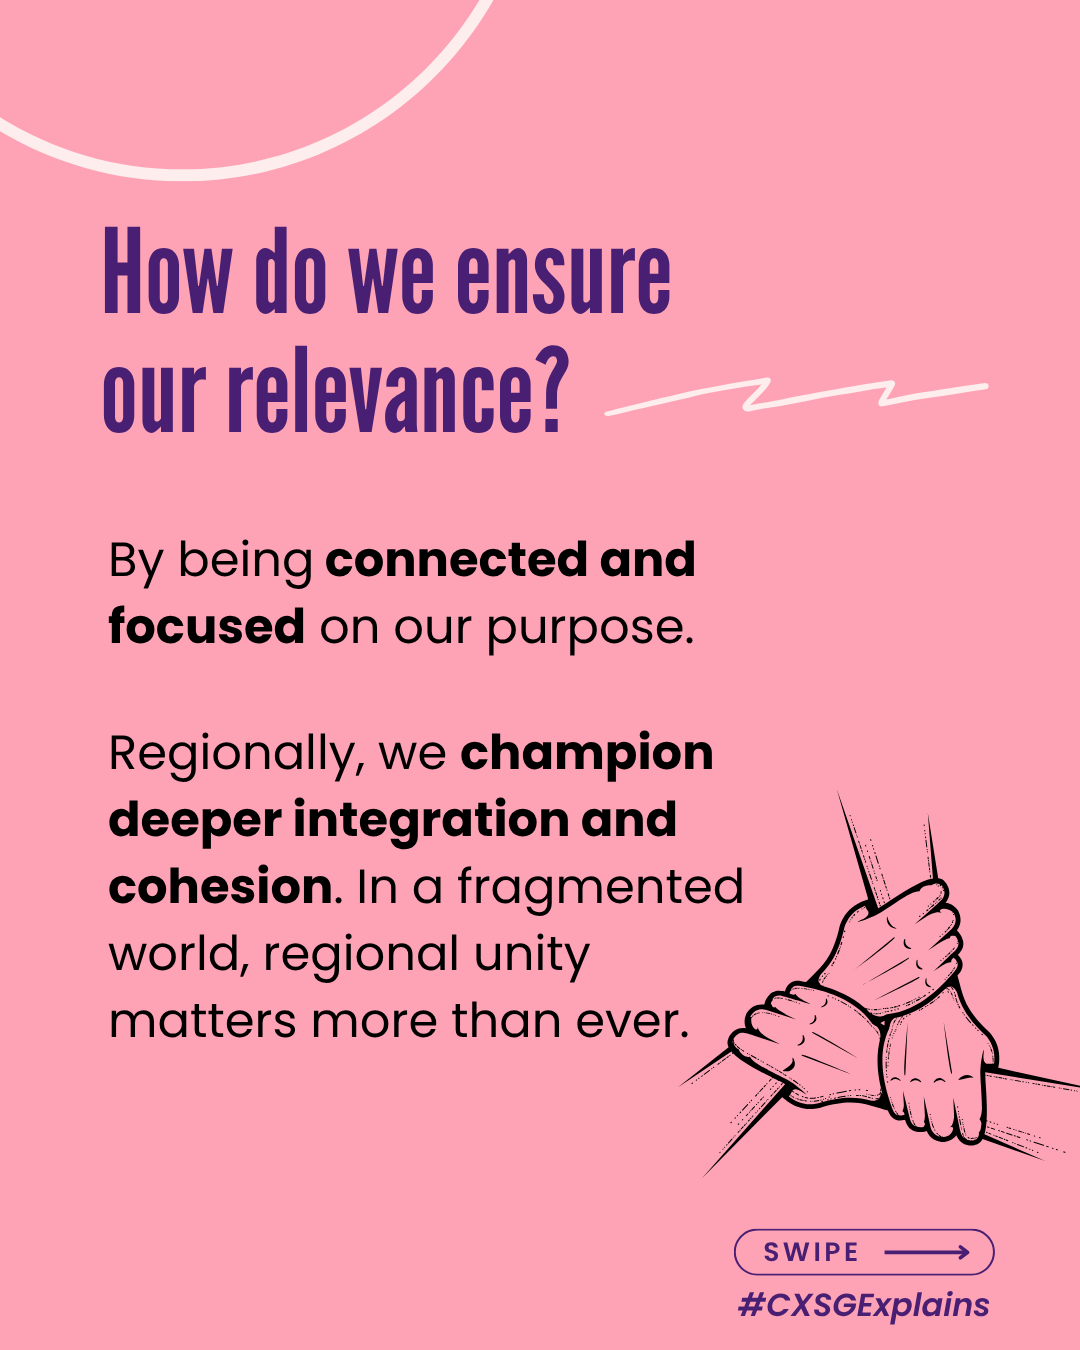 How do we ensure
our relevance?
By being connected and
focused on our purpose.
Regionally, we champion
deeper integration and
cohesion. In a fragmented
world, regional unity
matters more than ever.
SWIPE
#CXSGExplains